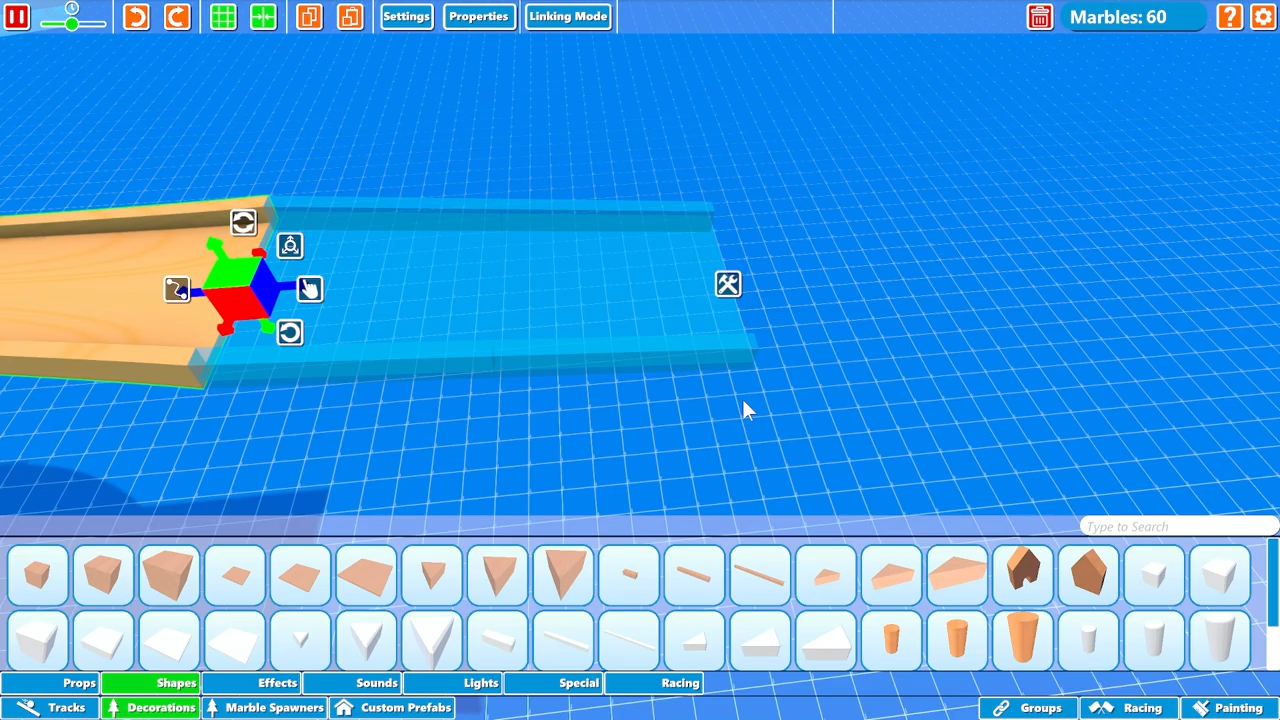 Settings Properties Linking Mode Marbles: 60 ?
Type to Search
Props Shapes Effects Sounds Lights Special Racing
Tracks Decorations Marble Spawners Custom Prefabs Groups Racing Painting